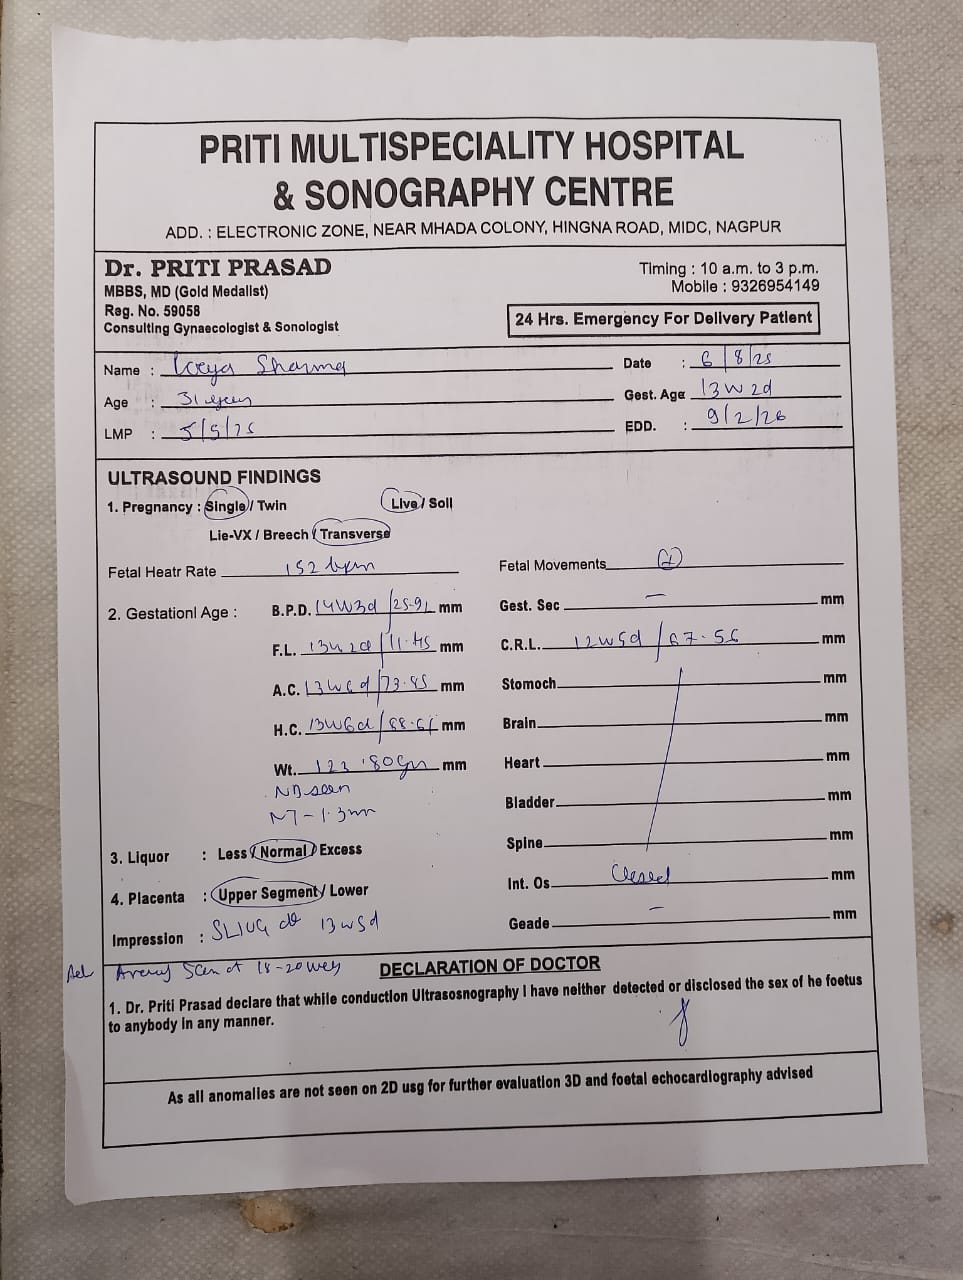 PRITI MULTISPECIALITY HOSPITAL
& SONOGRAPHY CENTRE
ADD. : ELECTRONIC ZONE, NEAR MHADA COLONY, HINGNA ROAD, MIDC, NAGPUR
Dr. PRITI PRASAD
MBBS, MD (Gold Medalist)
Reg. No. 59058
Consulting Gynaecologist & Sonologist
Timing : 10 a.m. to 3 p.m.
Mobile : 9326954149
24 Hrs. Emergency For Delivery Patient
Name : Sharma
Date : 6/8/25
Age : 31 years
Gest. Age 13w 2d
LMP : 5/5/25
EDD. : 9/2/26
ULTRASOUND FINDINGS
1. Pregnancy : Single / Twin Live / Soll
Lie-VX / Breech / Transverse
Fetal Heatr Rate 152 bpm
Fetal Movements (+)
2. Gestationl Age : B.P.D. 14w3d / 25.91 mm
Gest. Sec – mm
F.L. 13w 2d / 11.45 mm
C.R.L. 12w5d / 67.56 mm
A.C. 13w6d / 73.85 mm
Stomoch mm
H.C. 13w6d / 88.61 mm
Brain mm
Wt. 123.80gm mm
Heart mm
NB seen
NT – 1.3mm
Bladder mm
Spine mm
3. Liquor : Less / Normal / Excess
Int. Os closed mm
4. Placenta : Upper Segment / Lower
Geade – mm
Impression : SLIUG 13w5d
Scan at 18-20
DECLARATION OF DOCTOR
1. Dr. Priti Prasad declare that while conduction Ultrasosnography I have neither detected or disclosed the sex of he foetus
to anybody in any manner.
As all anomalies are not seen on 2D usg for further evaluation 3D and foetal echocardiography advised